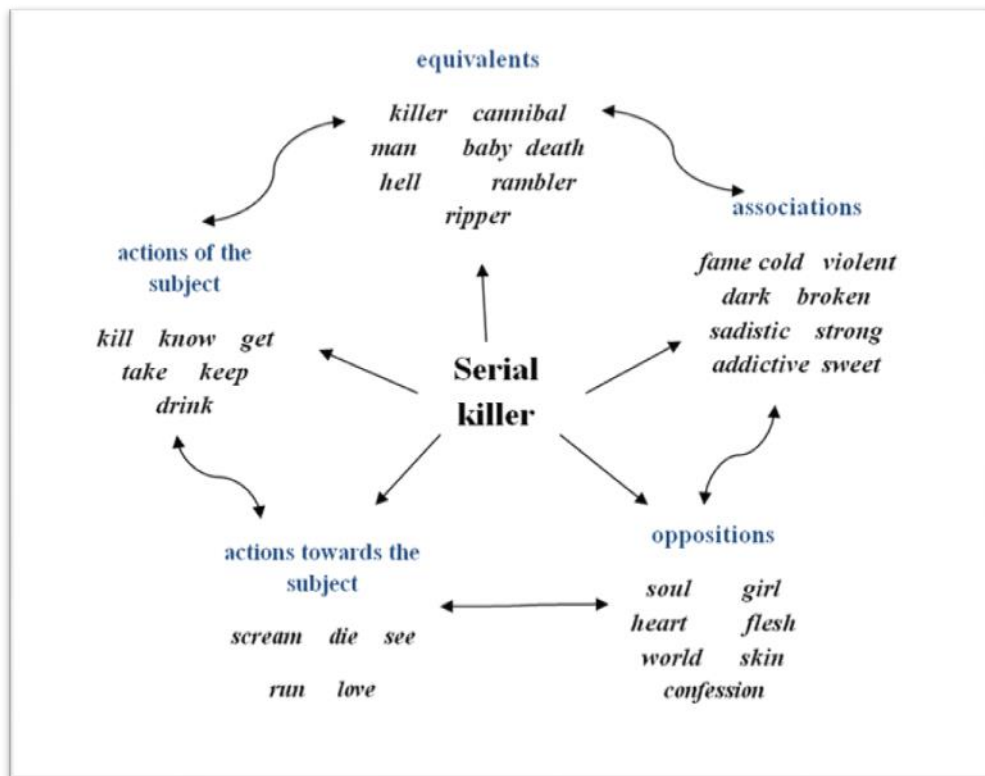 equivalents
killer cannibal
man baby death
hell rambler
ripper
associations
fame cold violent
dark broken
sadistic strong
addictive sweet
actions of the
subject
kill know get
take keep
drink
Serial
killer
actions towards the
subject
scream die see
run love
oppositions
soul girl
heart flesh
world skin
confession